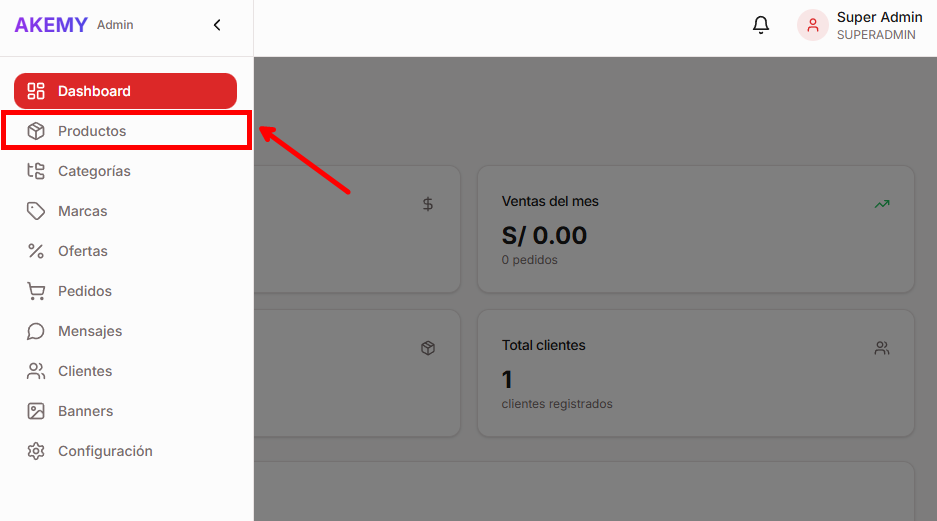 AKEMY Admin
Super Admin
SUPERADMIN
Dashboard
Productos
Categorías
Marcas
Ofertas
Pedidos
Mensajes
Clientes
Banners
Configuración
$
Ventas del mes
S/ 0.00
0 pedidos
Total clientes
1
clientes registrados